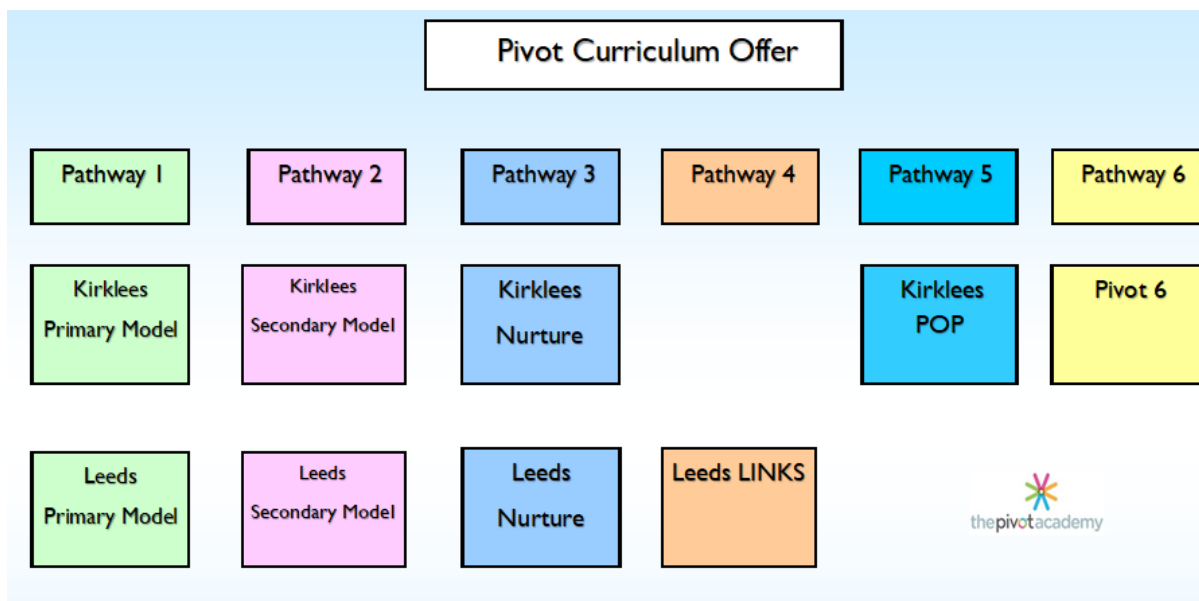 Pivot Curriculum Offer
Pathway 1
Pathway 2
Pathway 3
Pathway 4
Pathway 5
Pathway 6
Kirklees
Primary Model
Kirklees
Secondary Model
Kirklees
Nurture
Kirklees
POP
Pivot 6
Leeds
Primary Model
Leeds
Secondary Model
Leeds
Nurture
Leeds LINKS
thepivotacademy